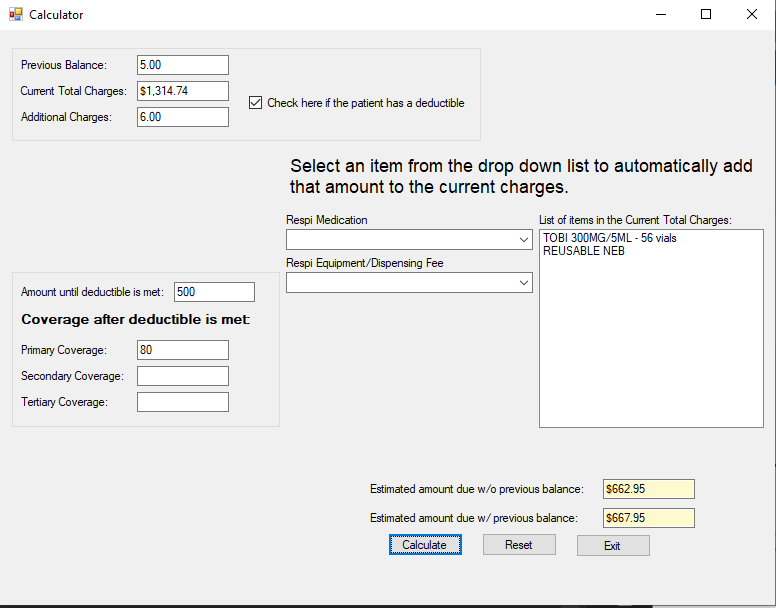 Calculator
Previous Balance: 5.00
Current Total Charges: $1,314.74
Check here if the patient has a deductible
Additional Charges: 6.00
Select an item from the drop down list to automatically add
that amount to the current charges.
Respi Medication
List of items in the Current Total Charges:
TOBI 300MG/5ML - 56 vials
REUSABLE NEB
Respi Equipment/Dispensing Fee
Amount until deductible is met: 500
Coverage after deductible is met:
Primary Coverage: 80
Secondary Coverage:
Tertiary Coverage:
Estimated amount due w/o previous balance: $662.95
Estimated amount due w/ previous balance: $667.95
Calculate Reset Exit